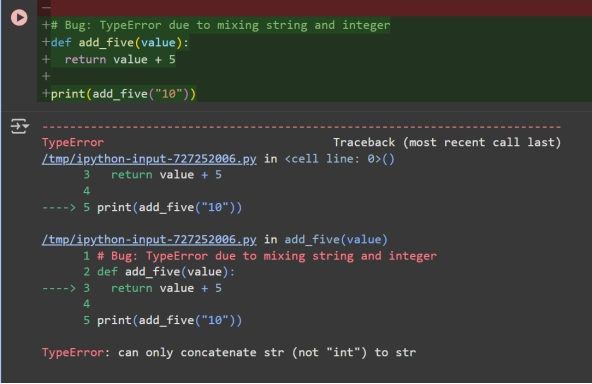 -
+# Bug: TypeError due to mixing string and integer
+def add_five(value):
+  return value + 5
+
+print(add_five("10"))
---------------------------------------------------------------------------
TypeError                                 Traceback (most recent call last)
/tmp/ipython-input-727252006.py in <cell line: 0>()
      3   return value + 5
      4
----> 5 print(add_five("10"))
/tmp/ipython-input-727252006.py in add_five(value)
      1 # Bug: TypeError due to mixing string and integer
      2 def add_five(value):
----> 3   return value + 5
      4
      5 print(add_five("10"))
TypeError: can only concatenate str (not "int") to str